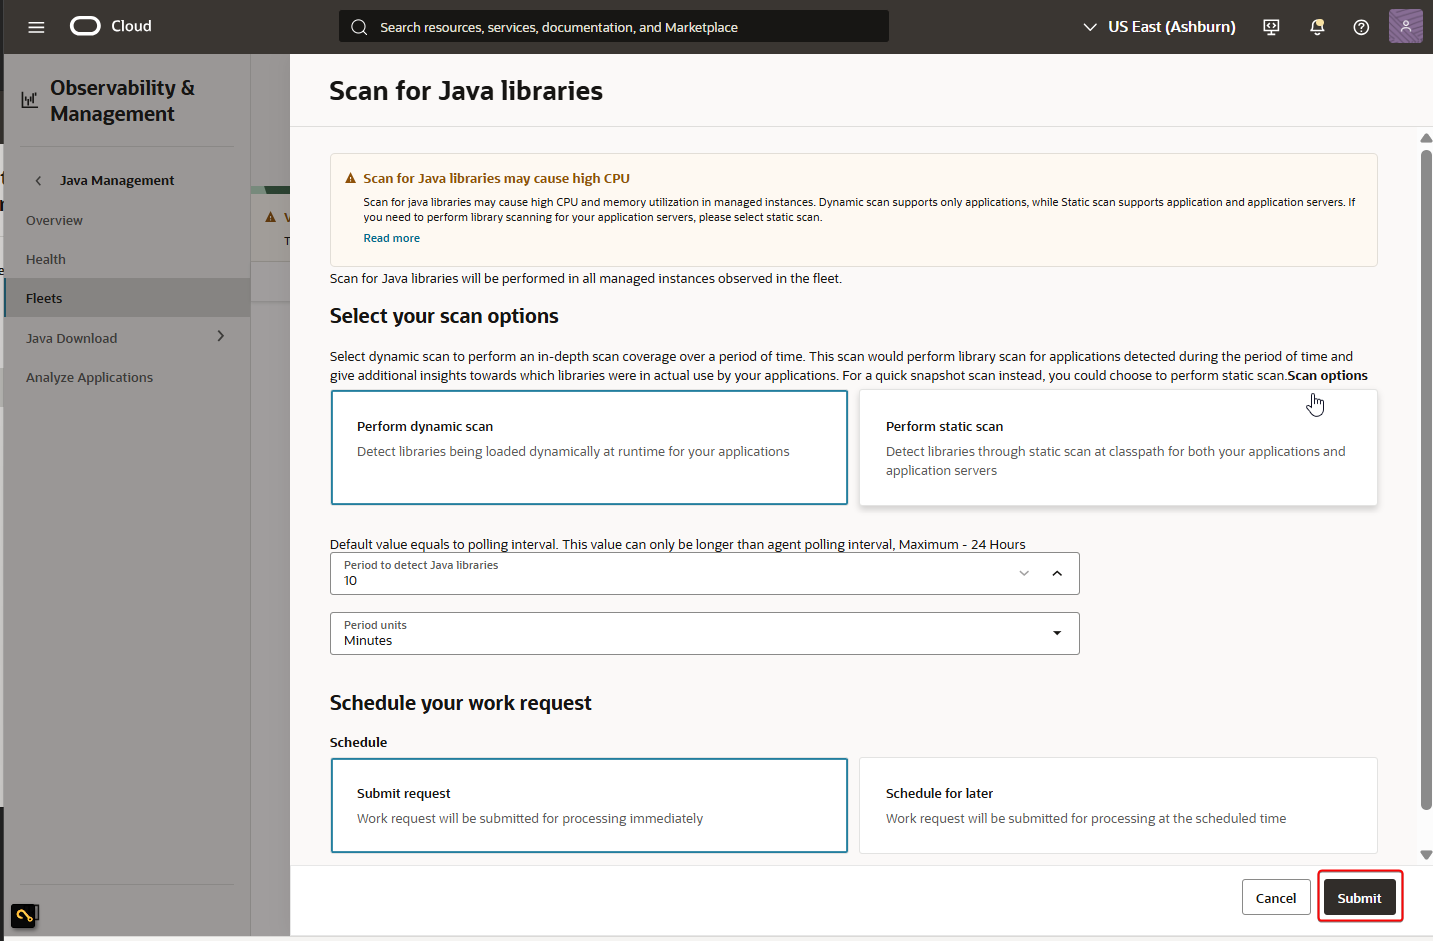 Cloud
Search resources, services, documentation, and Marketplace
US East (Ashburn)
Observability &
Management
Java Management
Overview
Health
Fleets
Java Download
Analyze Applications
Scan for Java libraries
Scan for Java libraries may cause high CPU
Scan for java libraries may cause high CPU and memory utilization in managed instances. Dynamic scan supports only applications, while Static scan supports application and application servers. If
you need to perform library scanning for your application servers, please select static scan.
Read more
Scan for Java libraries will be performed in all managed instances observed in the fleet.
Select your scan options
Select dynamic scan to perform an in-depth scan coverage over a period of time. This scan would perform library scan for applications detected during the period of time and
give additional insights towards which libraries were in actual use by your applications. For a quick snapshot scan instead, you could choose to perform static scan.Scan options
Perform dynamic scan
Detect libraries being loaded dynamically at runtime for your applications
Perform static scan
Detect libraries through static scan at classpath for both your applications and
application servers
Default value equals to polling interval. This value can only be longer than agent polling interval, Maximum - 24 Hours
Period to detect Java libraries
10
Period units
Minutes
Schedule your work request
Schedule
Submit request
Work request will be submitted for processing immediately
Schedule for later
Work request will be submitted for processing at the scheduled time
Cancel
Submit